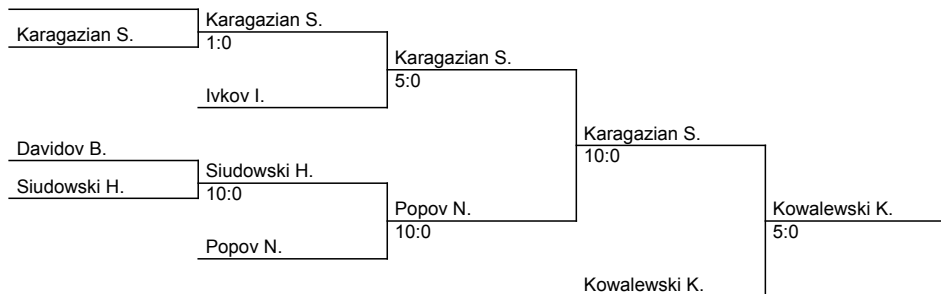 Karagazian S.
Karagazian S.
1:0
Karagazian S.
5:0
Ivkov I.
Karagazian S.
10:0
Davidov B.
Siudowski H.
10:0
Siudowski H.
Popov N.
10:0
Kowalewski K.
5:0
Popov N.
Kowalewski K.